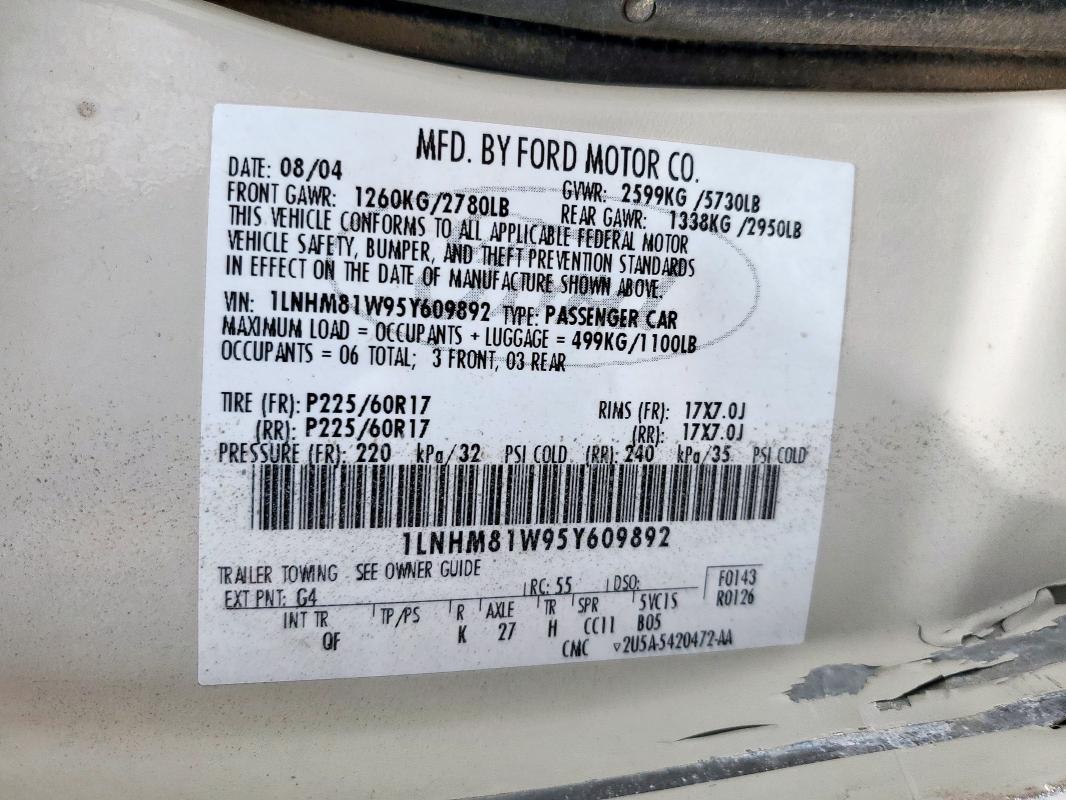 MFD. BY FORD MOTOR CO.
DATE: 08/04 GVWR: 2599KG /5730LB
FRONT GAWR: 1260KG/2780LB REAR GAWR: 1338KG /2950LB
THIS VEHICLE CONFORMS TO ALL APPLICABLE FEDERAL MOTOR
VEHICLE SAFETY, BUMPER, AND THEFT PREVENTION STANDARDS
IN EFFECT ON THE DATE OF MANUFACTURE SHOWN ABOVE.
VIN: 1LNHM81W95Y609892 TYPE: PASSENGER CAR
MAXIMUM LOAD = OCCUPANTS + LUGGAGE = 499KG/1100LB
OCCUPANTS = 06 TOTAL; 3 FRONT, 03 REAR
TIRE (FR): P225/60R17 RIMS (FR): 17X7.0J
(RR): P225/60R17 (RR): 17X7.0J
PRESSURE (FR): 220 kPa/32 PSI COLD (RR): 240 kPa/35 PSI COLD
1LNHM81W95Y609892
TRAILER TOWING SEE OWNER GUIDE
EXT PNT: G4 RC: 55 DSO: F0143
R0126
INT TR TP/PS R AXLE TR SPR 5VC15
QF K 27 H CC11 B05
CMC ▽2U5A-5420472-AA